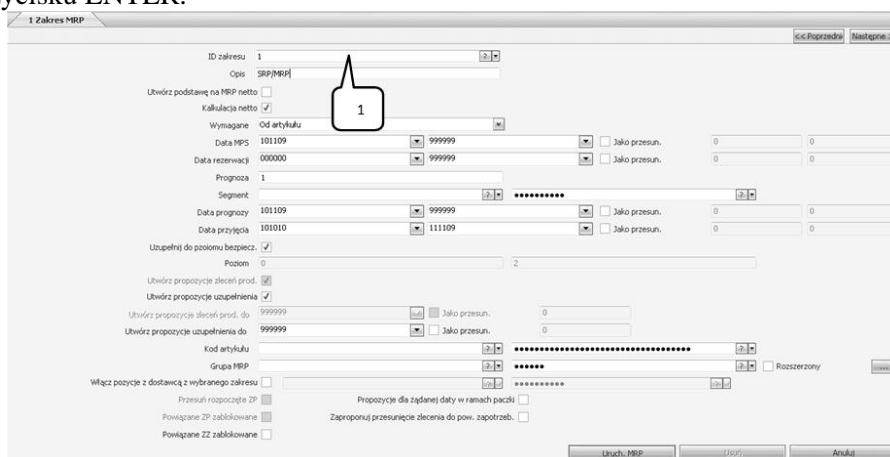 ycisku ENTER.
1 Zakres MRP
<< Poprzednie Następne
ID zakresu 1
Opis SRP/MRP
Utwórz podstawę na MRP netto
Kalkulacja netto
1
Wymagane Od artykułu
Data MPS 101109 999999 Jako przesun. 0 0
Data rezerwacji 000000 999999 Jako przesun. 0 0
Prognoza 1
Segment ••••••••••
Data prognozy 101109 999999 Jako przesun. 0 0
Data przyjęcia 101010 111109 Jako przesun. 0 0
Uzupełnij do pzoiomu bezpiecz.
Poziom 0 2
Utwórz propozycje zleceń prod.
Utwórz propozycje uzupełnienia
Utwórz propozycje zleceń prod. do 999999 Jako przesun. 0
Utwórz propozycje uzupełnienia do 999999 Jako przesun. 0
Kod artykułu •••••••••••••••••••••••••••••••••••
Grupa MRP •••••• Rozszerzony
Włącz pozycje z dostawcą z wybranego zakresu ••••••••••
Przesuń rozpoczęte ZP Propozycje dla żądanej daty w ramach paczki
Powiązane ZP zablokowane Zaproponuj przesunięcie zlecenia do pow. zapotrzeb.
Powiązane ZZ zablokowane
Uruch. MRP Usuń Anuluj